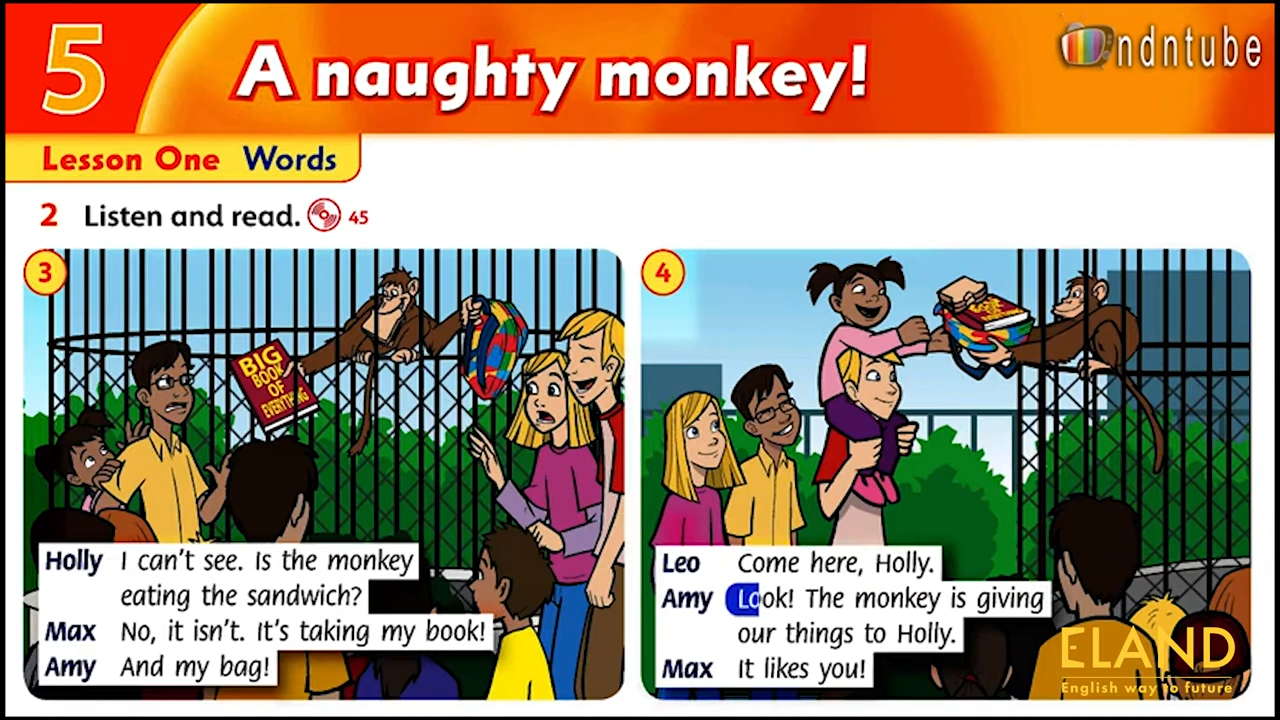 5
A naughty monkey!
ndntube
Lesson One Words
2 Listen and read. 45
3
BIG
BOOK
OF
EVERYTHING
Holly I can't see. Is the monkey
eating the sandwich?
Max No, it isn't. It's taking my book!
Amy And my bag!
4
Leo Come here, Holly.
Amy Look! The monkey is giving
our things to Holly.
Max It likes you!
ELAND
English way to future